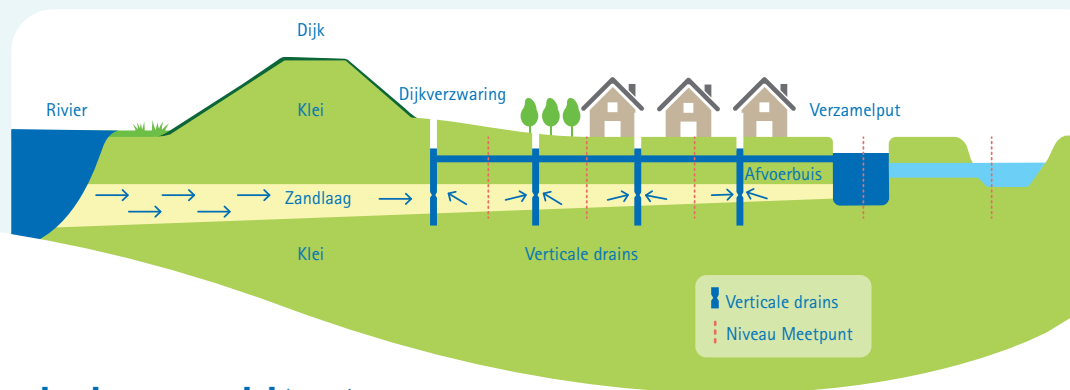 Dijk
Dijkverzwaring
Rivier
Klei
Verzamelput
Afvoerbuis
Zandlaag
Klei
Verticale drains
Verticale drains
Niveau Meetpunt